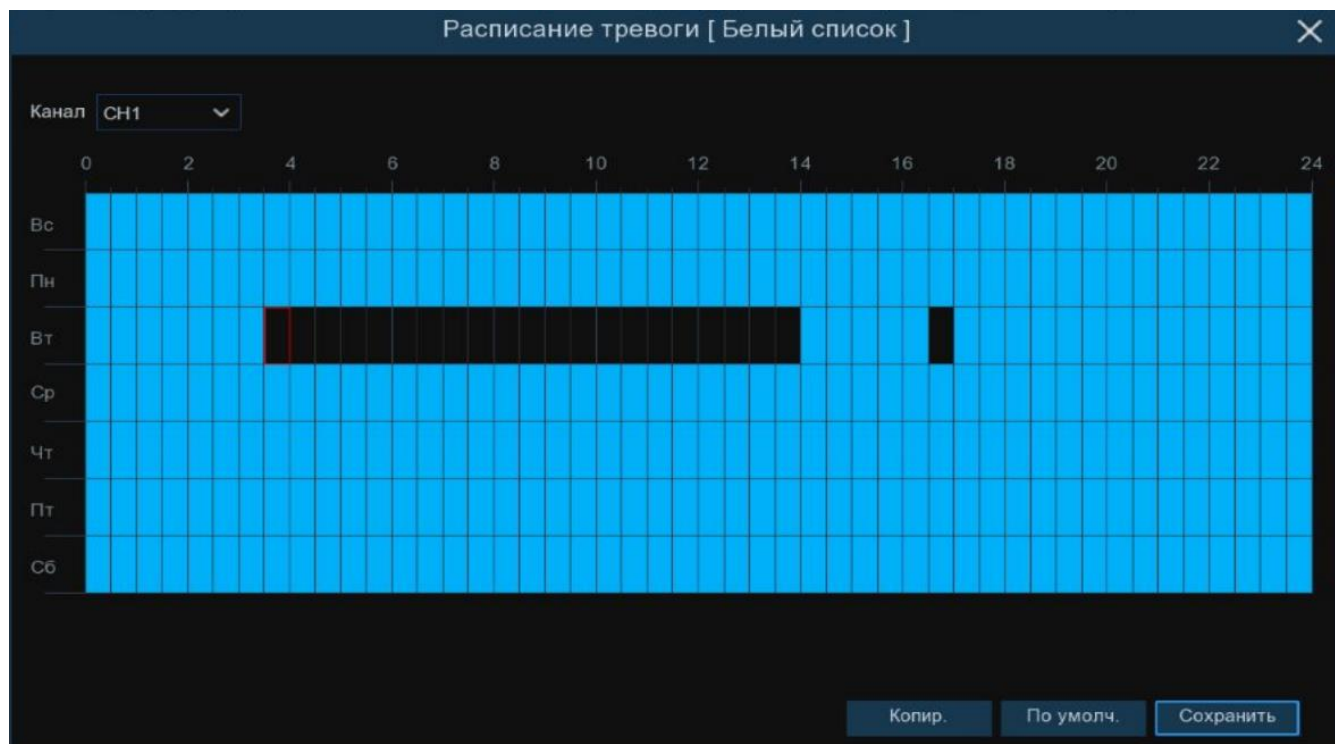 Расписание тревоги [ Белый список ]
Канал CH1
0 2 4 6 8 10 12 14 16 18 20 22 24
Вс
Пн
Вт
Ср
Чт
Пт
Сб
Копир. По умолч. Сохранить